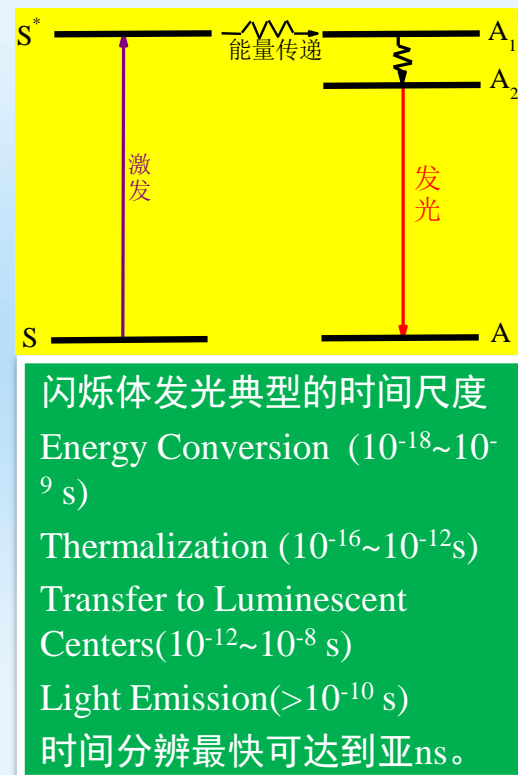 S* 能量传递 A₁
A₂
激发
发光
S A
闪烁体发光典型的时间尺度
Energy Conversion (10⁻¹⁸~10⁻
⁹ s)
Thermalization (10⁻¹⁶~10⁻¹²s)
Transfer to Luminescent
Centers(10⁻¹²~10⁻⁸ s)
Light Emission(>10⁻¹⁰ s)
时间分辨最快可达到亚ns。